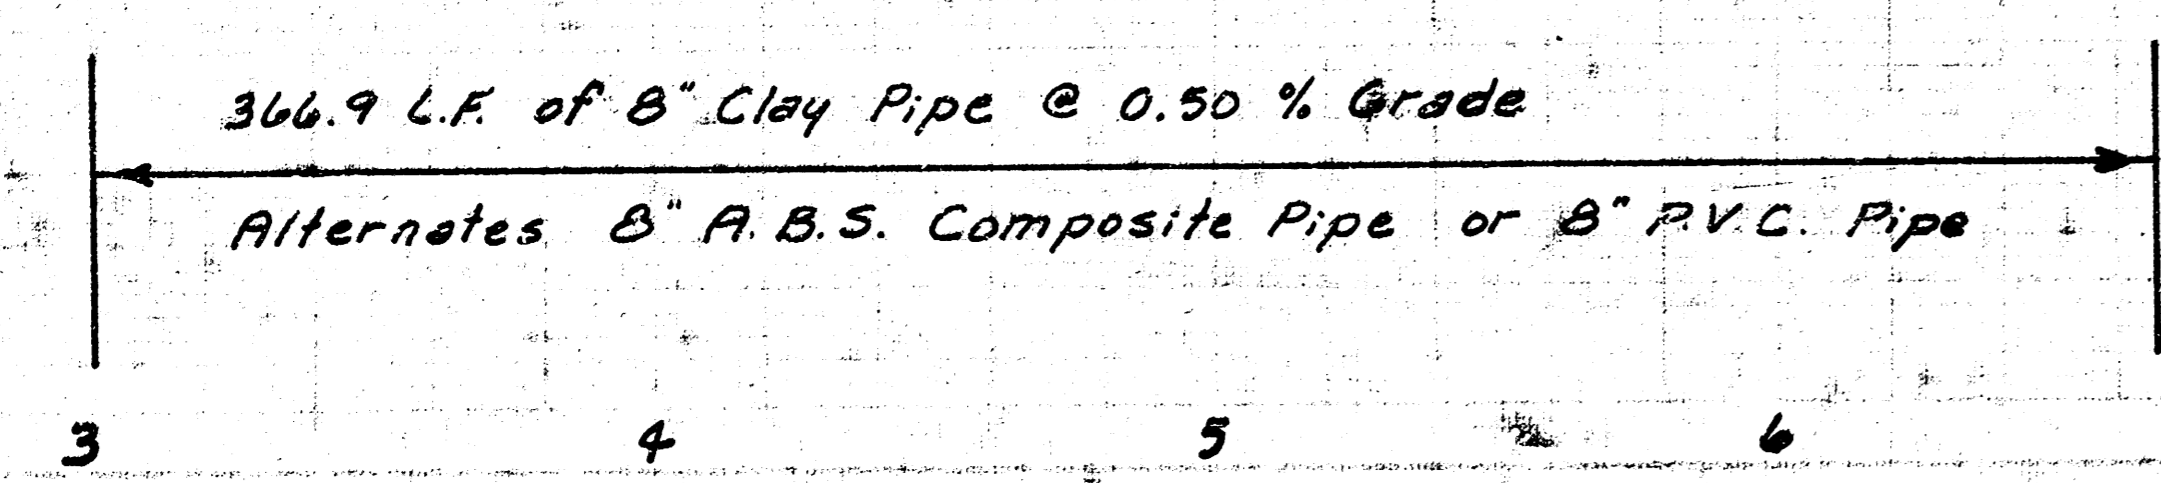 366.9 L.F. of 8" Clay Pipe @ 0.50 % Grade
Alternates 8" A.B.S. Composite Pipe or 8" P.V.C. Pipe
3 4 5 6